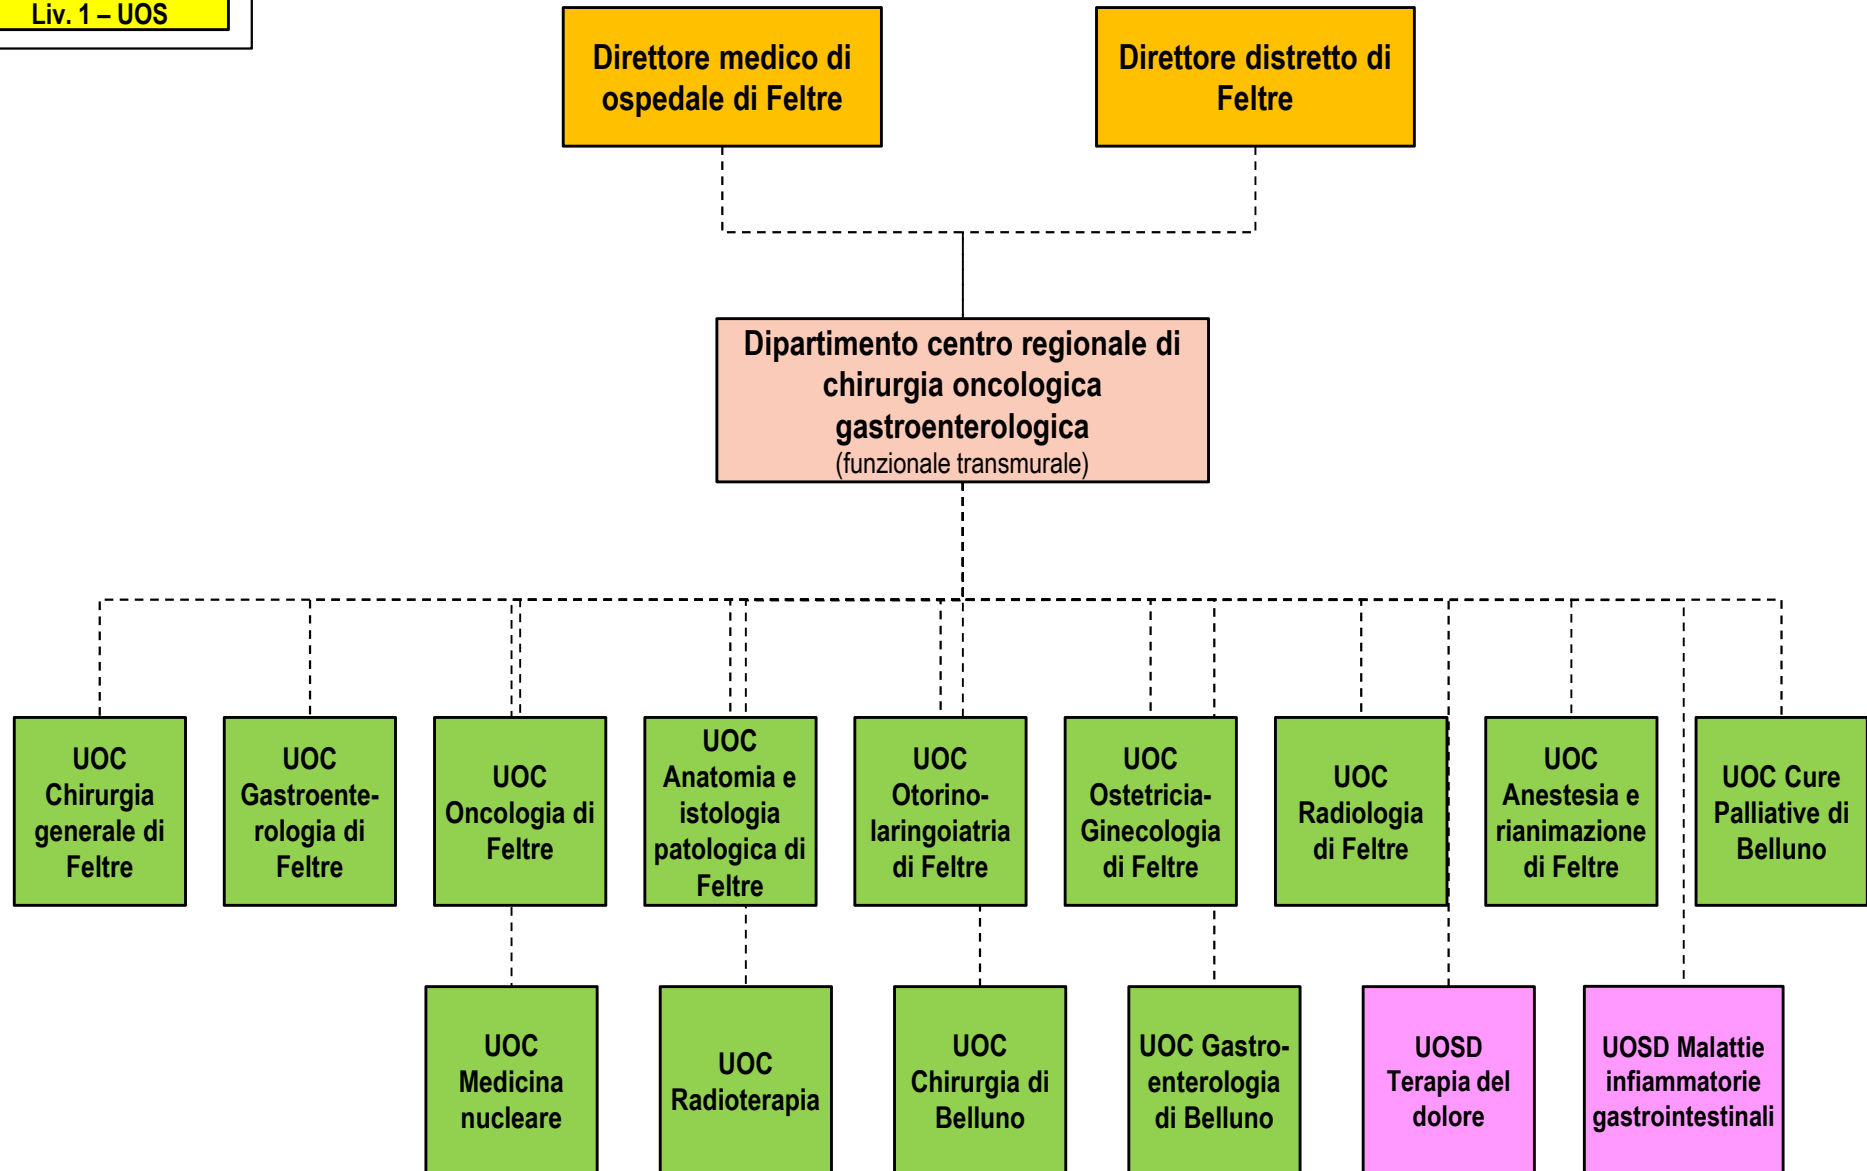 Liv. 1 – UOS
Direttore medico di
ospedale di Feltre
Direttore distretto di
Feltre
Dipartimento centro regionale di
chirurgia oncologica
gastroenterologica
(funzionale transmurale)
UOC
Chirurgia
generale di
Feltre
UOC
Gastroente-
rologia di
Feltre
UOC
Oncologia di
Feltre
UOC
Anatomia e
istologia
patologica di
Feltre
UOC
Otorino-
laringoiatria
di Feltre
UOC
Ostetricia-
Ginecologia
di Feltre
UOC
Radiologia
di Feltre
UOC
Anestesia e
rianimazione
di Feltre
UOC Cure
Palliative di
Belluno
UOC
Medicina
nucleare
UOC
Radioterapia
UOC
Chirurgia di
Belluno
UOC Gastro-
enterologia
di Belluno
UOSD
Terapia del
dolore
UOSD Malattie
infiammatorie
gastrointestinali